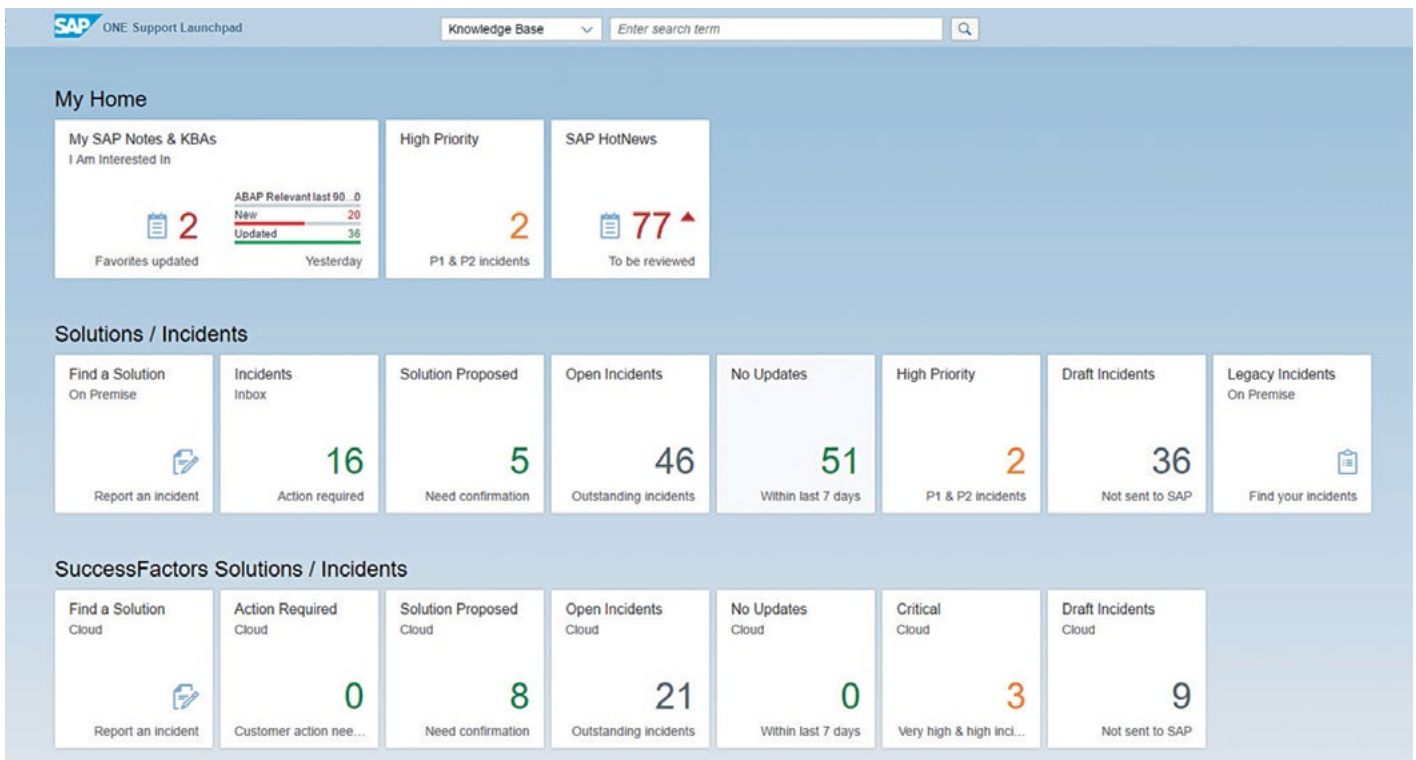 SAP ONE Support Launchpad
Knowledge Base
Enter search term
My Home
My SAP Notes & KBAs
I Am Interested In
ABAP Relevant last 90...0
New 20
Updated 36
2
Favorites updated
Yesterday
High Priority
2
P1 & P2 incidents
SAP HotNews
77
To be reviewed
Solutions / Incidents
Find a Solution
On Premise
Report an incident
Incidents
Inbox
16
Action required
Solution Proposed
5
Need confirmation
Open Incidents
46
Outstanding incidents
No Updates
51
Within last 7 days
High Priority
2
P1 & P2 incidents
Draft Incidents
36
Not sent to SAP
Legacy Incidents
On Premise
Find your incidents
SuccessFactors Solutions / Incidents
Find a Solution
Cloud
Report an incident
Action Required
Cloud
0
Customer action nee...
Solution Proposed
Cloud
8
Need confirmation
Open Incidents
Cloud
21
Outstanding incidents
No Updates
Cloud
0
Within last 7 days
Critical
Cloud
3
Very high & high inci...
Draft Incidents
Cloud
9
Not sent to SAP